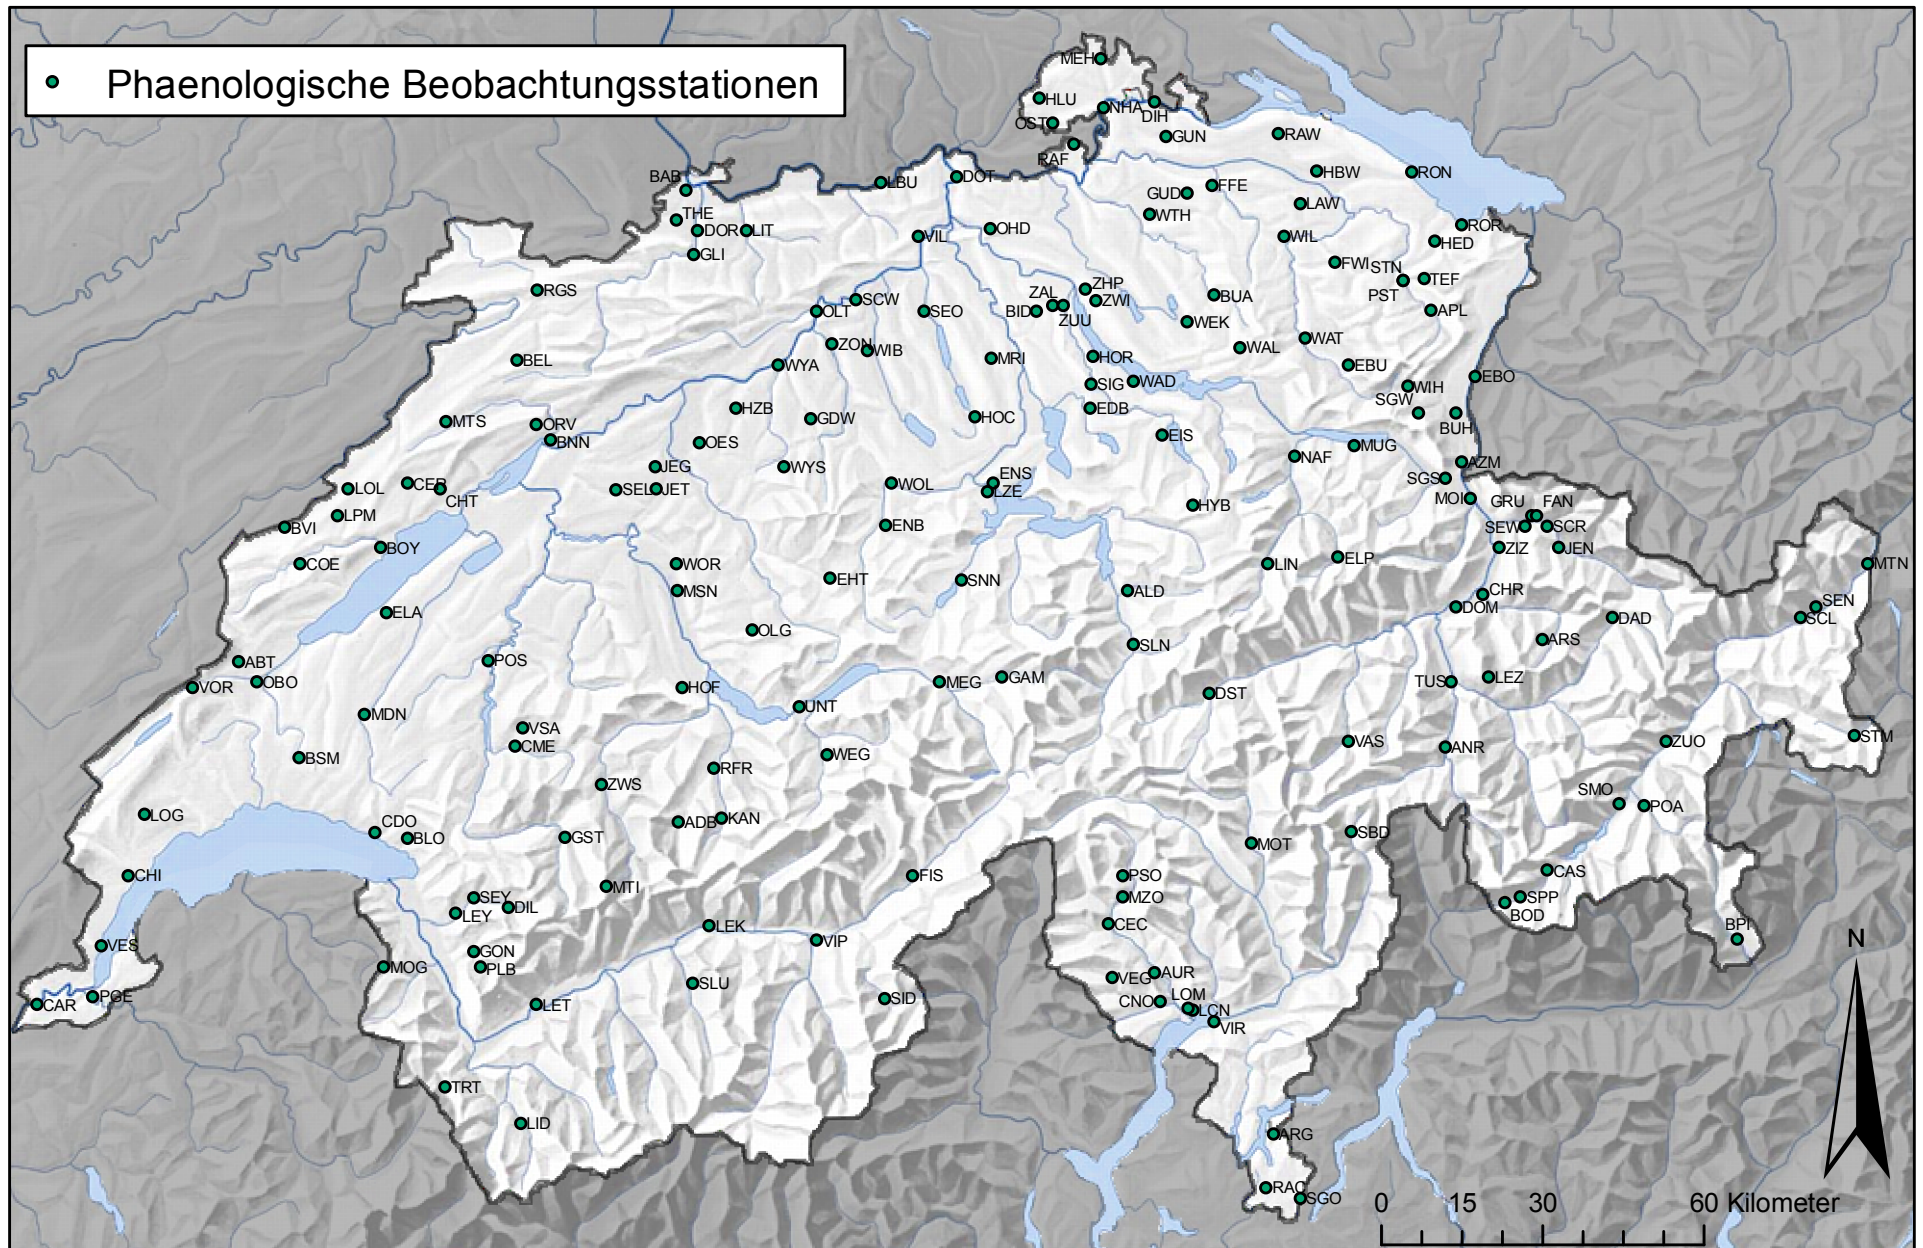 Phaenologische Beobachtungsstationen
MEH
HLU
NHA
DIH
OST
GUN
RAW
RAF
BAB
LBU
DOT
HBW
RON
FFE
GUD
LAW
WTH
THE
DOR
LIT
OHD
VIL
WIL
ROR
HED
GLI
FWI
STN
TEF
PST
RGS
ZHP
ZAL
ZWI
BUA
SCW
OLT
SEO
BID
ZUU
APL
WEK
ZON
WIB
WAT
WAL
BEL
MRI
HOR
WYA
EBU
EBO
SIG
WAD
WIH
HZB
EDB
SGW
GDW
HOC
BUH
MTS
ORV
BNN
EIS
OES
MUG
NAF
JEG
WYS
AZM
SGS
CER
CHT
LOL
SEL
JET
WOL
ENS
LZE
MOI
GRU
FAN
HYB
LPM
BVI
ENB
SEW
SCR
BOY
ZIZ
JEN
COE
WOR
ELP
LIN
MTN
EHT
SNN
MSN
ALD
CHR
DOM
SEN
SCL
ELA
DAD
OLG
ARS
SLN
ABT
POS
OBO
VOR
HOF
MEG
GAM
LEZ
TUS
DST
UNT
MDN
VSA
CME
STM
VAS
ANR
ZUO
BSM
WEG
RFR
ZWS
SMO
POA
LOG
ADB
KAN
CDO
BLO
GST
SBD
MOT
CHI
MTI
FIS
PSO
CAS
SEY
DIL
LEY
MZO
SPP
BOD
LEK
CEC
BPI
N
VES
VIP
GON
PLB
MOG
AUR
VEG
SLU
CAR
PGE
LET
SID
CNO
LOM
LCN
VIR
TRT
LID
ARG
RAC
SGO
0 15 30 60 Kilometer